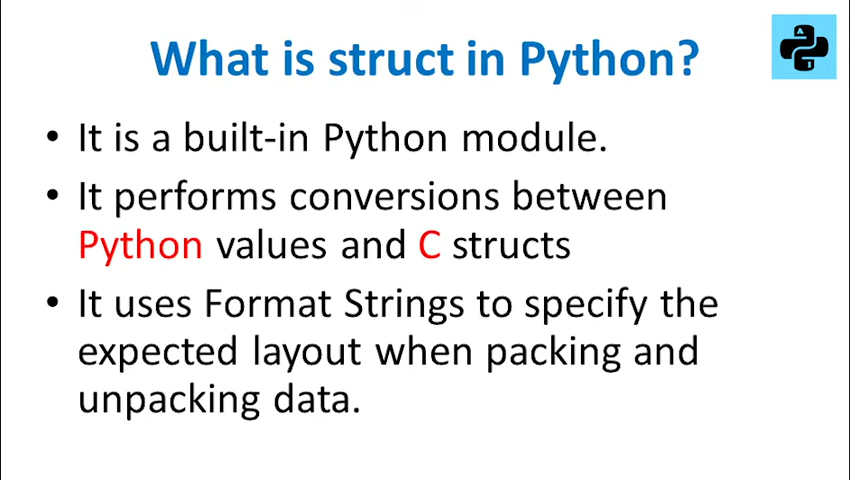 What is struct in Python?
A
T
• It is a built-in Python module.
• It performs conversions between
Python values and C structs
• It uses Format Strings to specify the
expected layout when packing and
unpacking data.